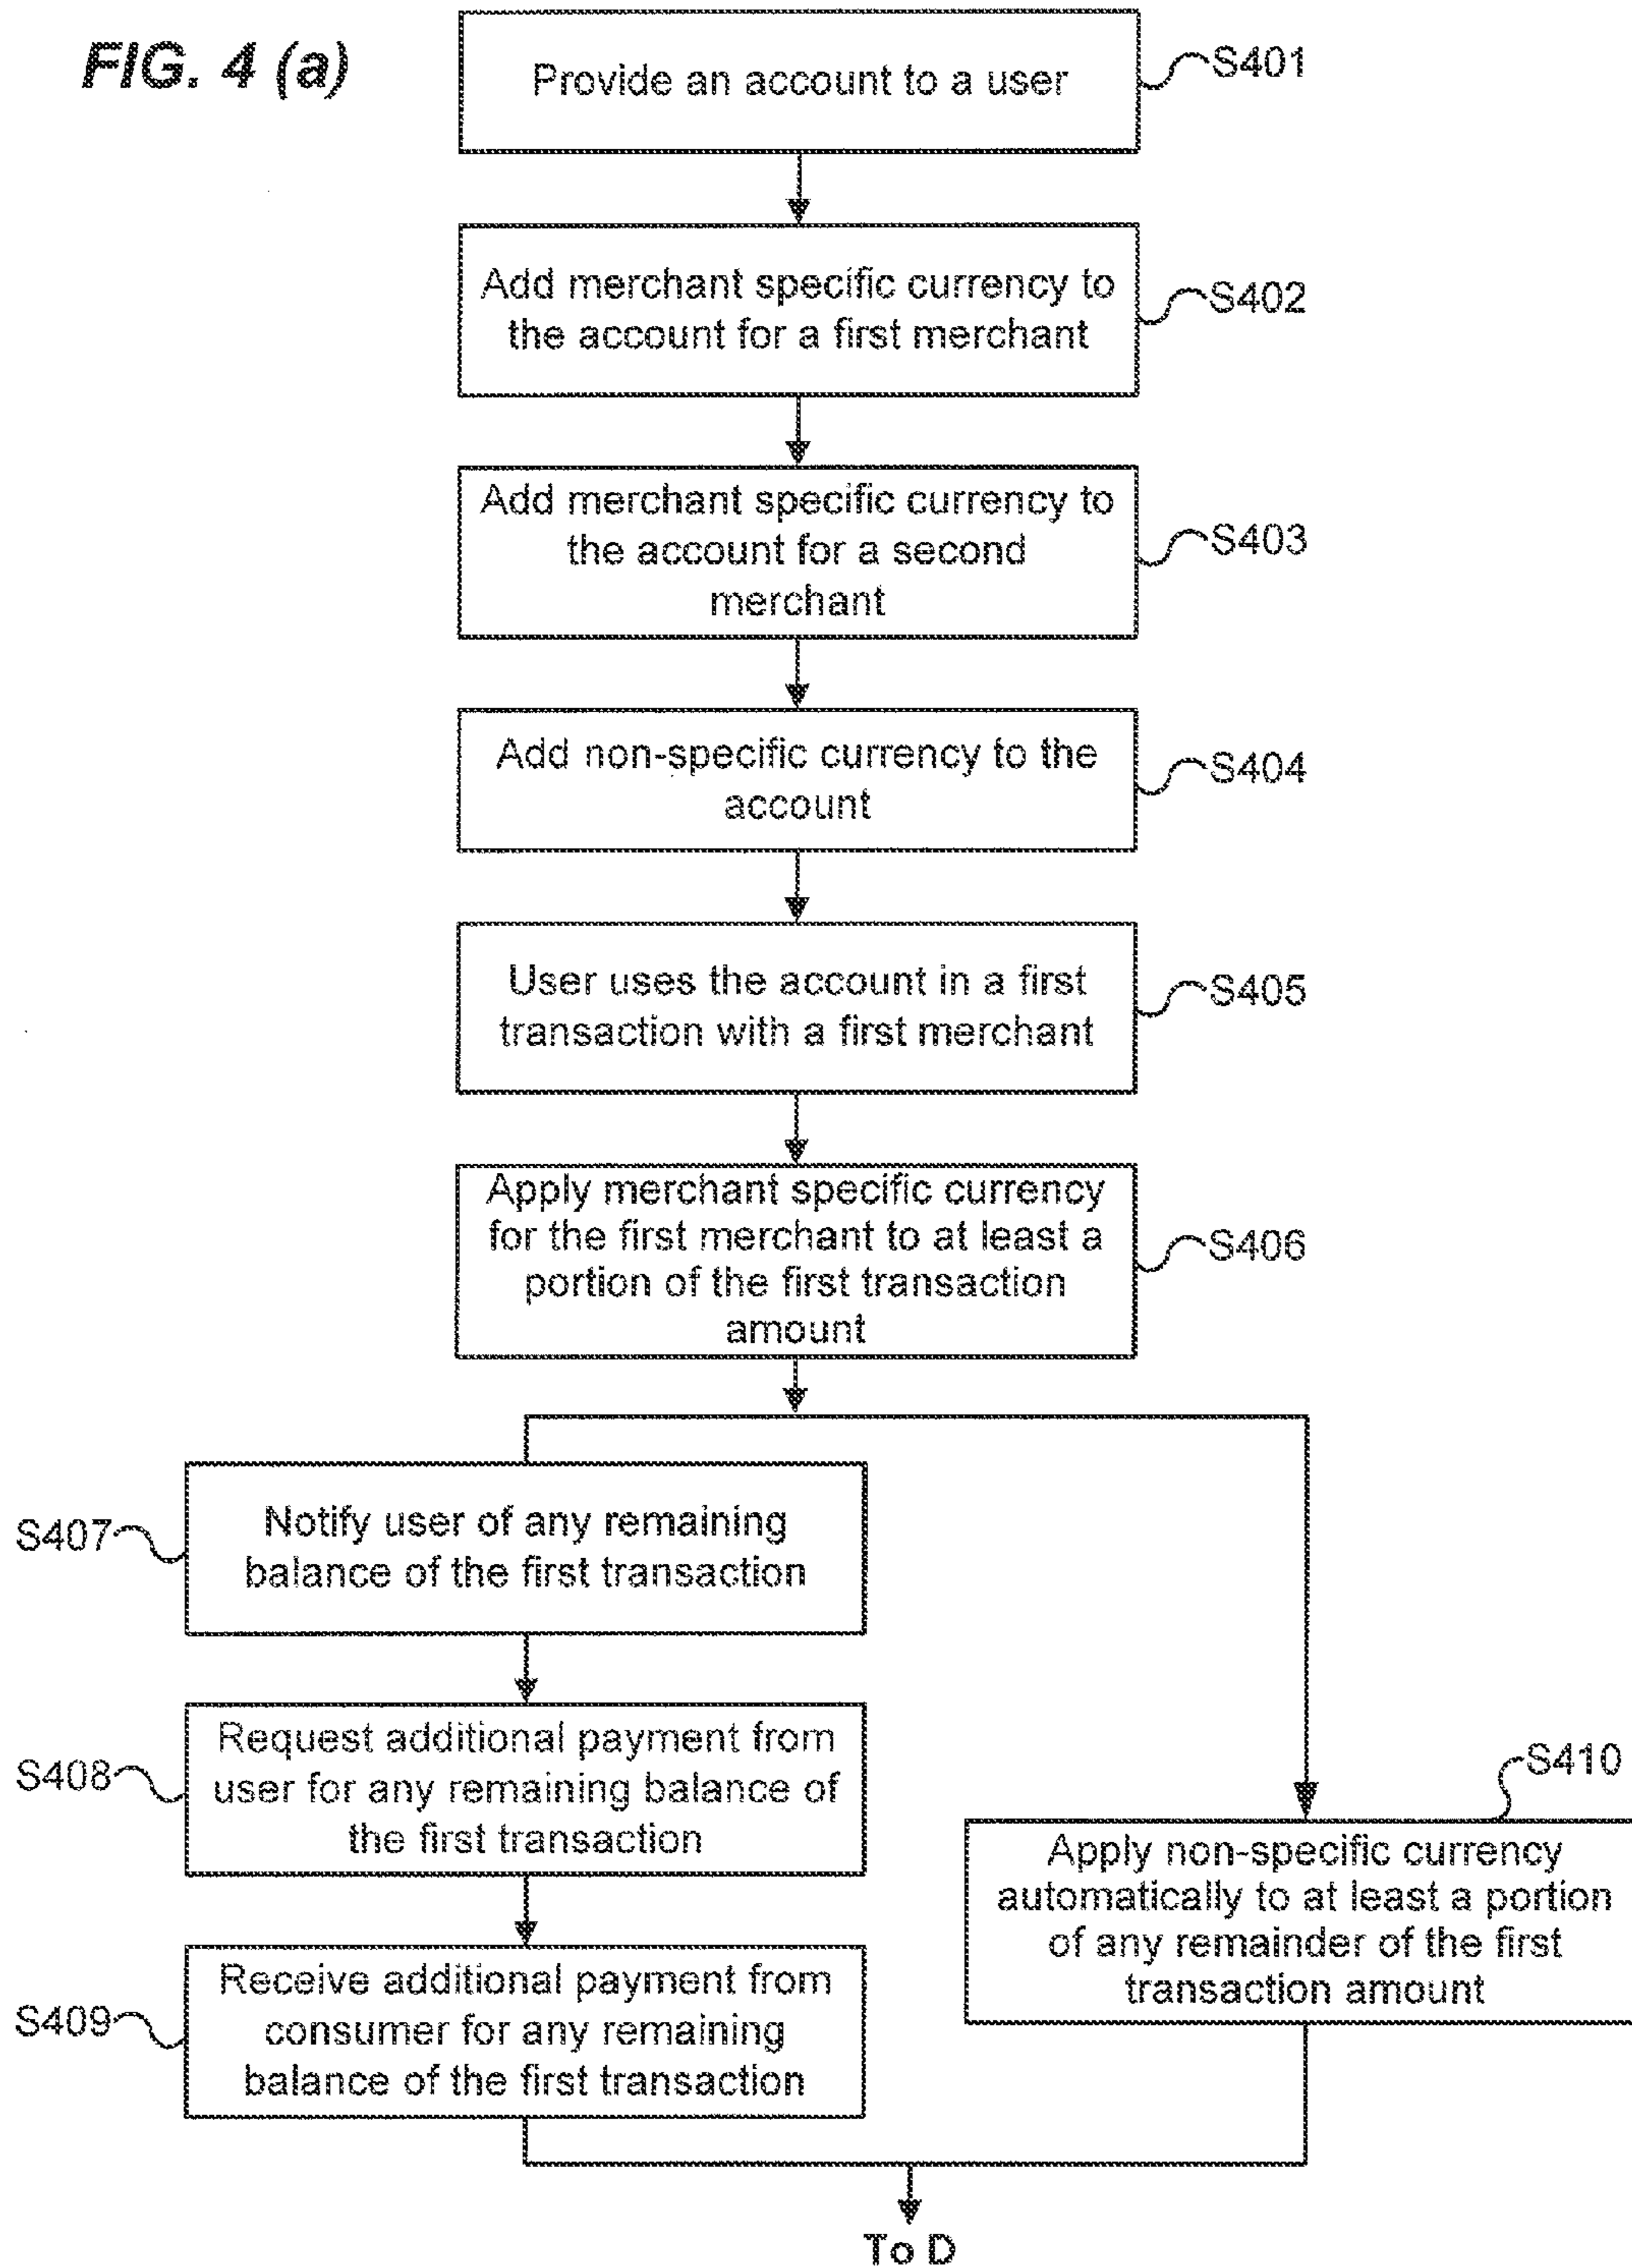 FIG. 4 (a)
Provide an account to a user
S401
Add merchant specific currency to
the account for a first merchant
S402
Add merchant specific currency to
the account for a second
merchant
S403
Add non-specific currency to the
account
S404
User uses the account in a first
transaction with a first merchant
S405
Apply merchant specific currency
for the first merchant to at least a
portion of the first transaction
amount
S406
S407
Notify user of any remaining
balance of the first transaction
S408
Request additional payment from
user for any remaining balance of
the first transaction
S410
Apply non-specific currency
automatically to at least a portion
of any remainder of the first
transaction amount
S409
Receive additional payment from
consumer for any remaining
balance of the first transaction
To D